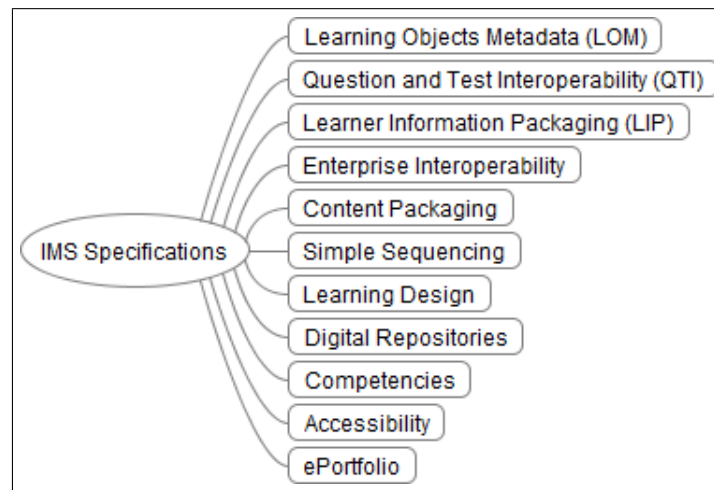 Learning Objects Metadata (LOM)
Question and Test Interoperability (QTI)
Learner Information Packaging (LIP)
Enterprise Interoperability
Content Packaging
IMS Specifications
Simple Sequencing
Learning Design
Digital Repositories
Competencies
Accessibility
ePortfolio